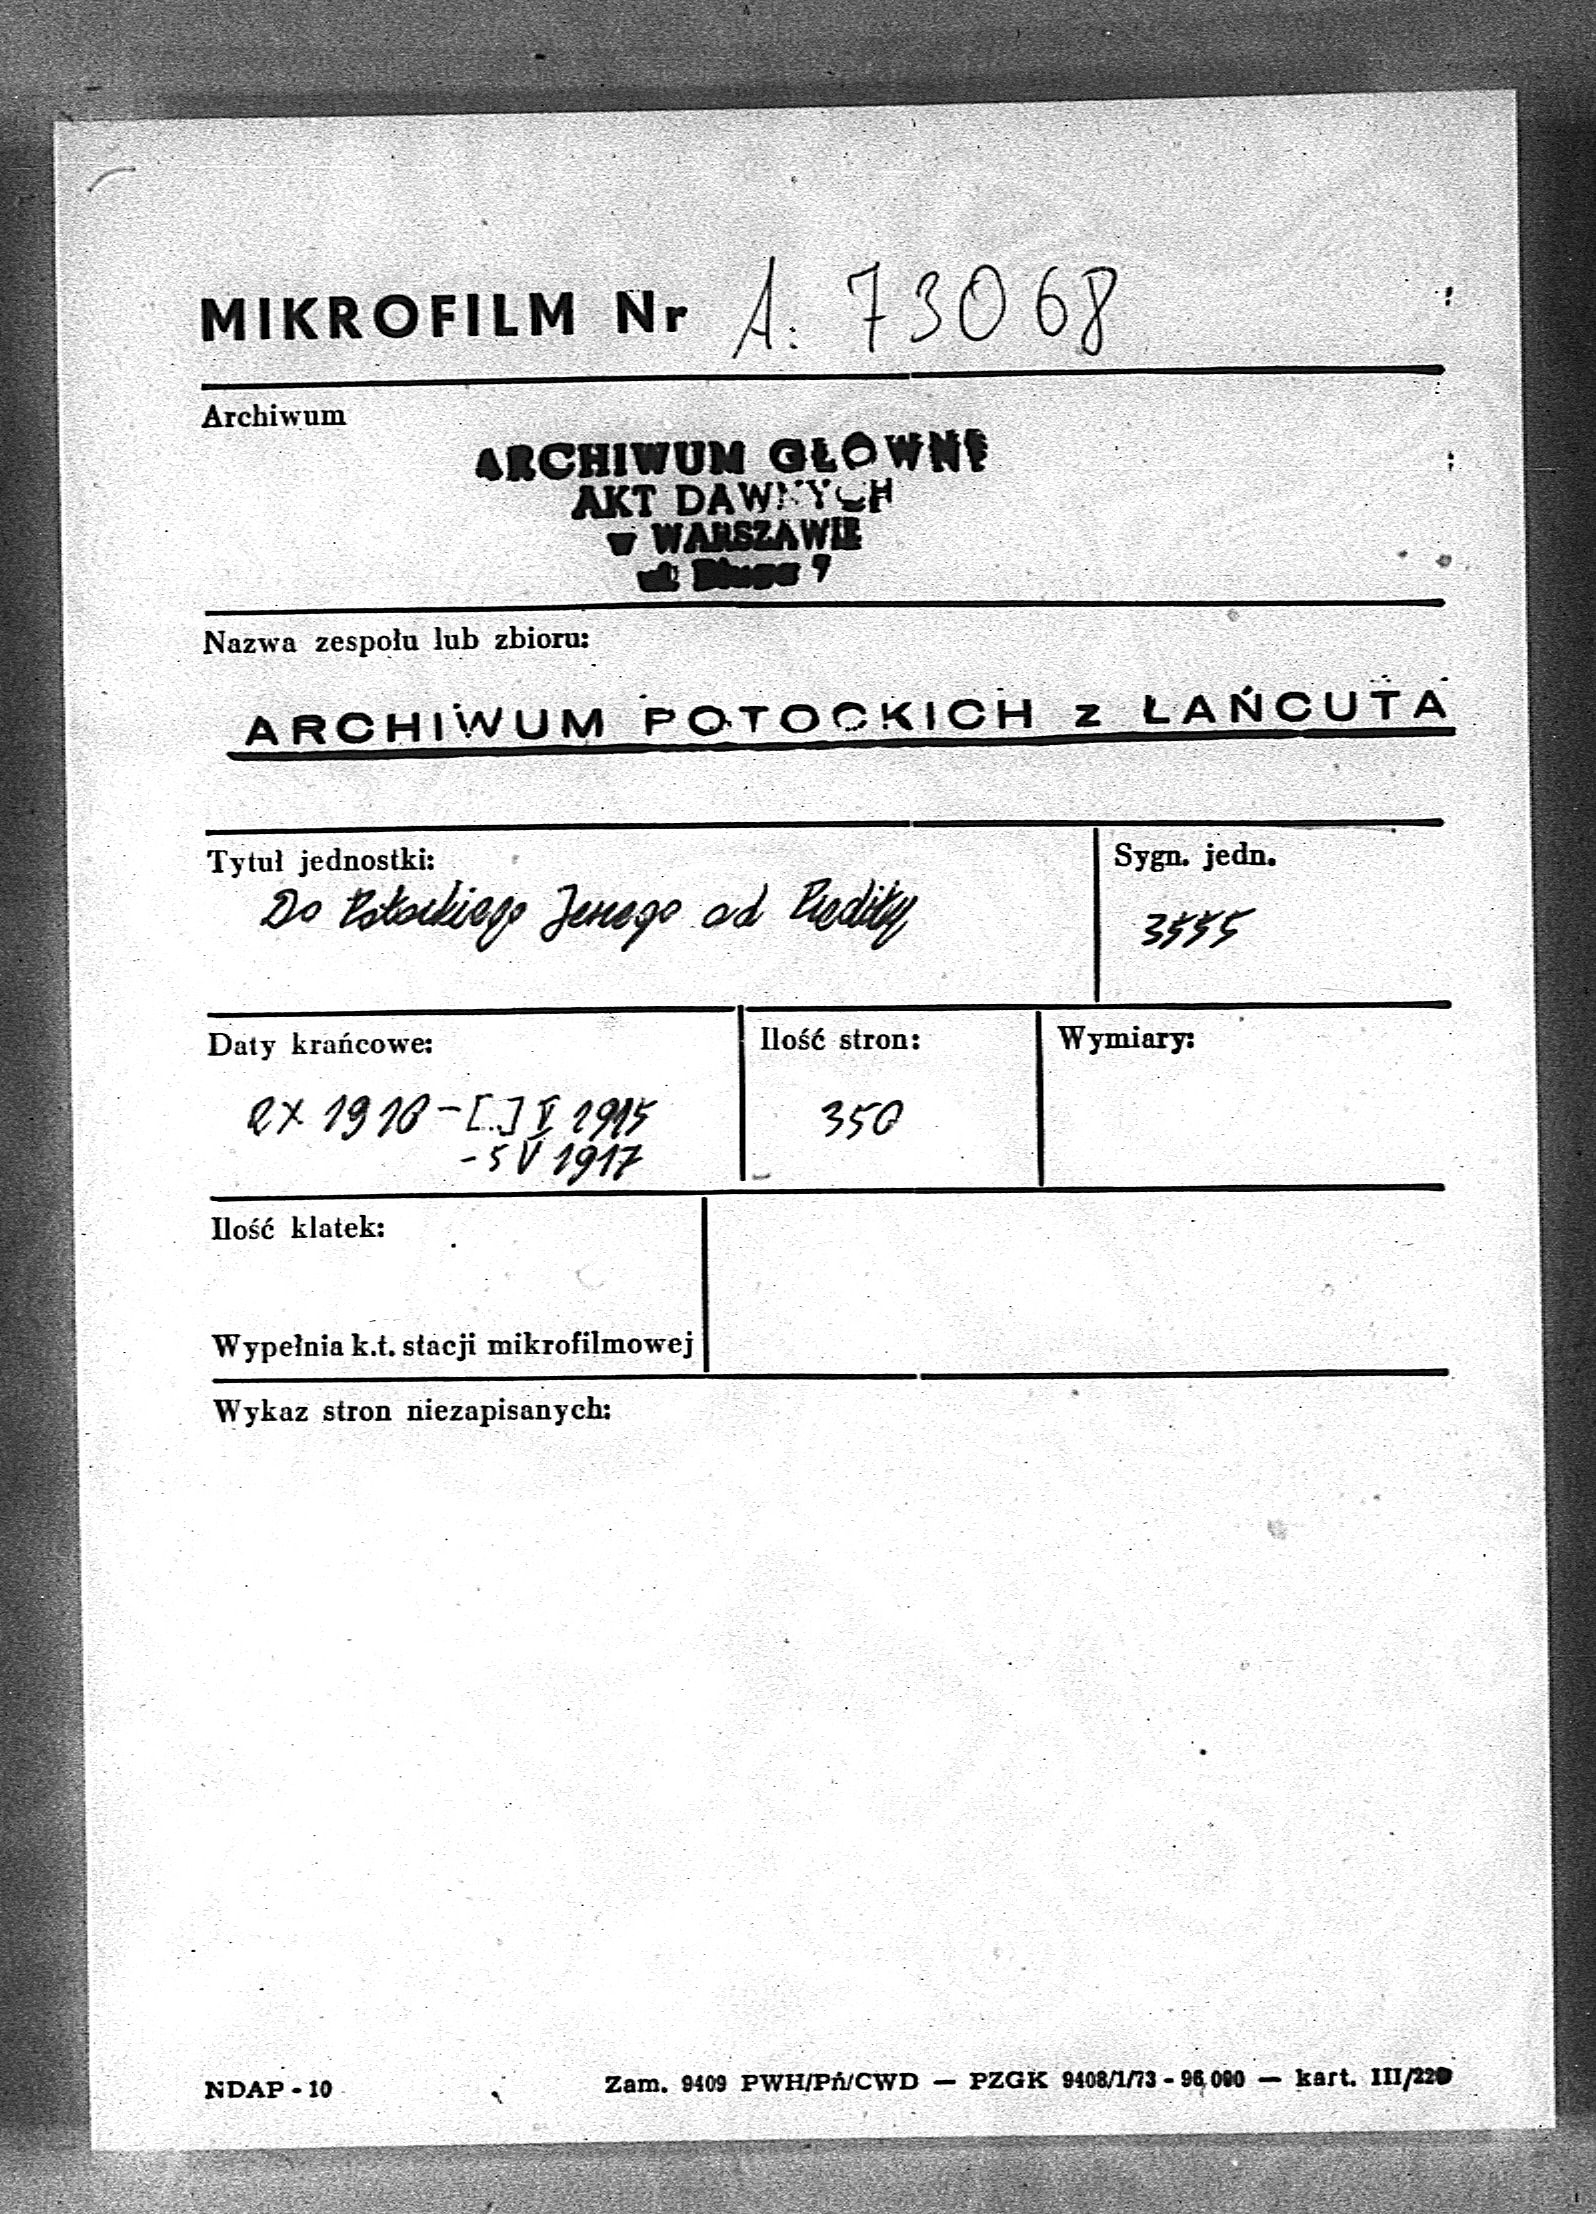 MIKROFILM Nr A. 73068
Archiwum
ARCHIWUM GŁÓWNE
AKT DAWNYCH
w WARSZAWIE
ul. Długa 7
Nazwa zespołu lub zbioru:
ARCHIWUM POTOCKICH z ŁAŃCUTA
Tytuł jednostki:
Sygn. jedn.
Do Potockiego Jerzego od
3555
Daty krańcowe:
Ilość stron:
Wymiary:
X 1910 - [..] V 1915
350
- 5 V 1917
Ilość klatek:
Wypełnia k.t. stacji mikrofilmowej
Wykaz stron niezapisanych:
NDAP - 10
Zam. 9409 PWH/Pń/CWD — PZGK 9408/1/73 - 96,000 — kart. III/220